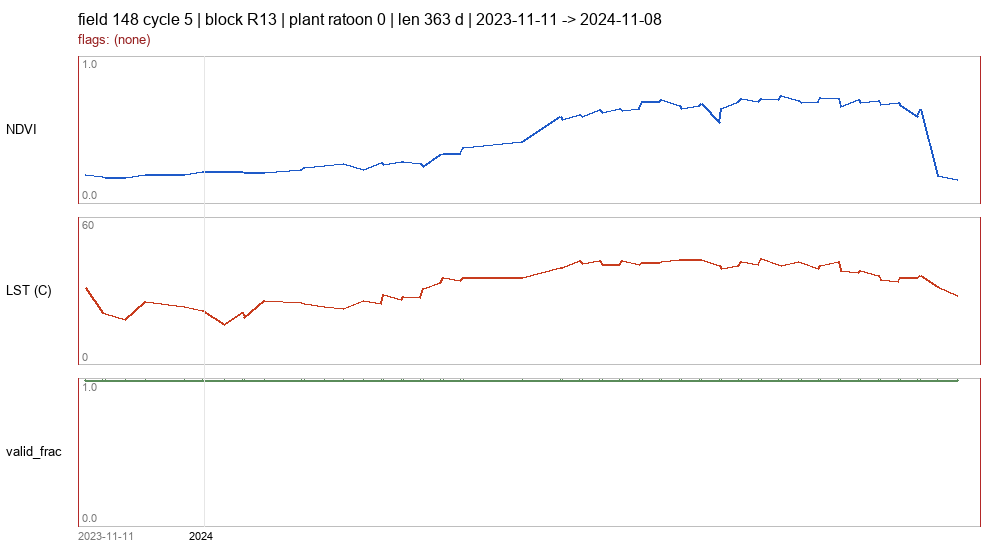 field 148 cycle 5 | block R13 | plant ratoon 0 | len 363 d | 2023-11-11 -> 2024-11-08
flags: (none)
1.0
NDVI
0.0
60
LST (C)
0
1.0
valid_frac
0.0
2023-11-11 2024